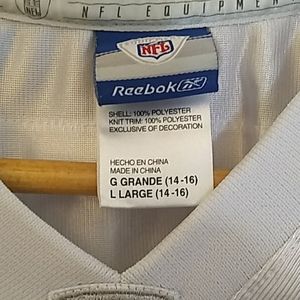 NFL EQUIPMENT
NFL
Reebok
SHELL: 100% POLYESTER
KNIT TRIM: 100% POLYESTER
EXCLUSIVE OF DECORATION
HECHO EN CHINA
MADE IN CHINA
G GRANDE (14-16)
L LARGE (14-16)